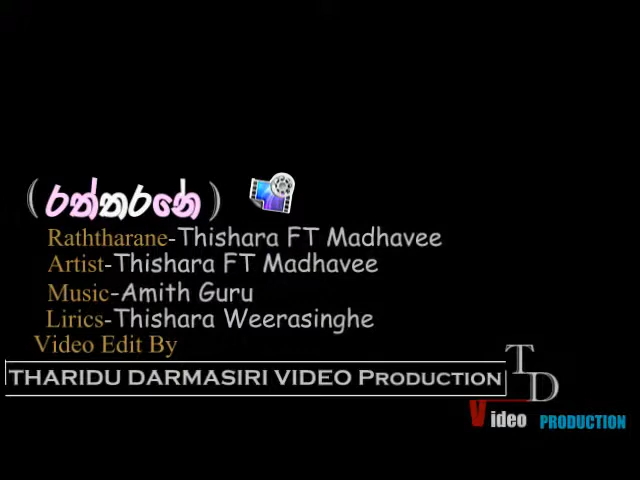 (රත්තරනේ)
Raththarane-Thishara FT Madhavee
Artist-Thishara FT Madhavee
Music-Amith Guru
Lirics-Thishara Weerasinghe
Video Edit By
THARIDU DARMASIRI VIDEO PRODUCTION
TD
Video PRODUCTION